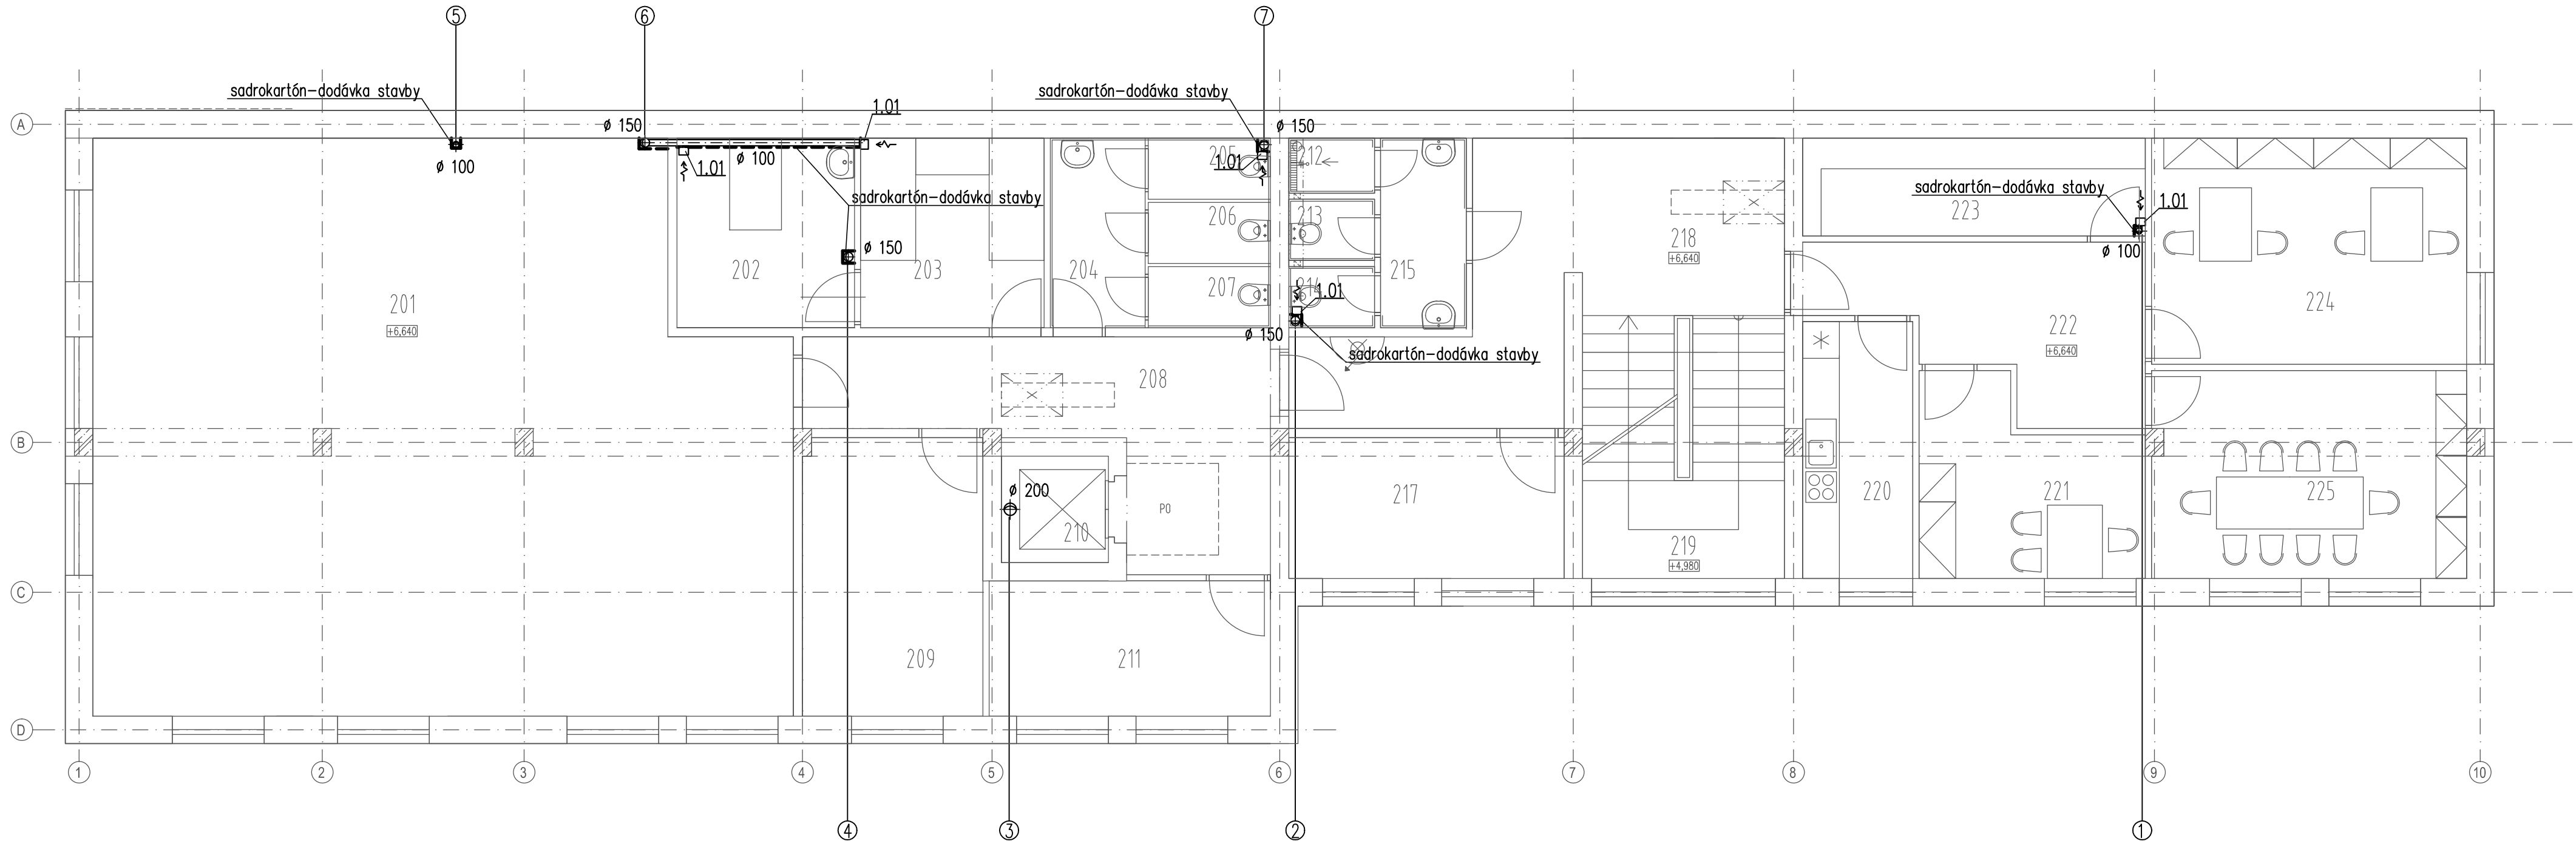 5 6 7
sadrokartón-dodávka stavby
sadrokartón-dodávka stavby
1.01
A
ø 150
ø 150
ø 100
1.01
ø 100
1.01
205
212
sadrokartón-dodávka stavby
sadrokartón-dodávka stavby
1.01
206
213
223
218
+6,640
ø 150
ø 100
202
203
204
215
207
214
1.01
201
+6,640
224
ø 150
222
+6,640
sadrokartón-dodávka stavby
208
B
ø 200
217
220
221
225
P0
210
219
+4,980
C
209
211
D
1 2 3 4 5 6 7 8 9 10
4 3 2 1